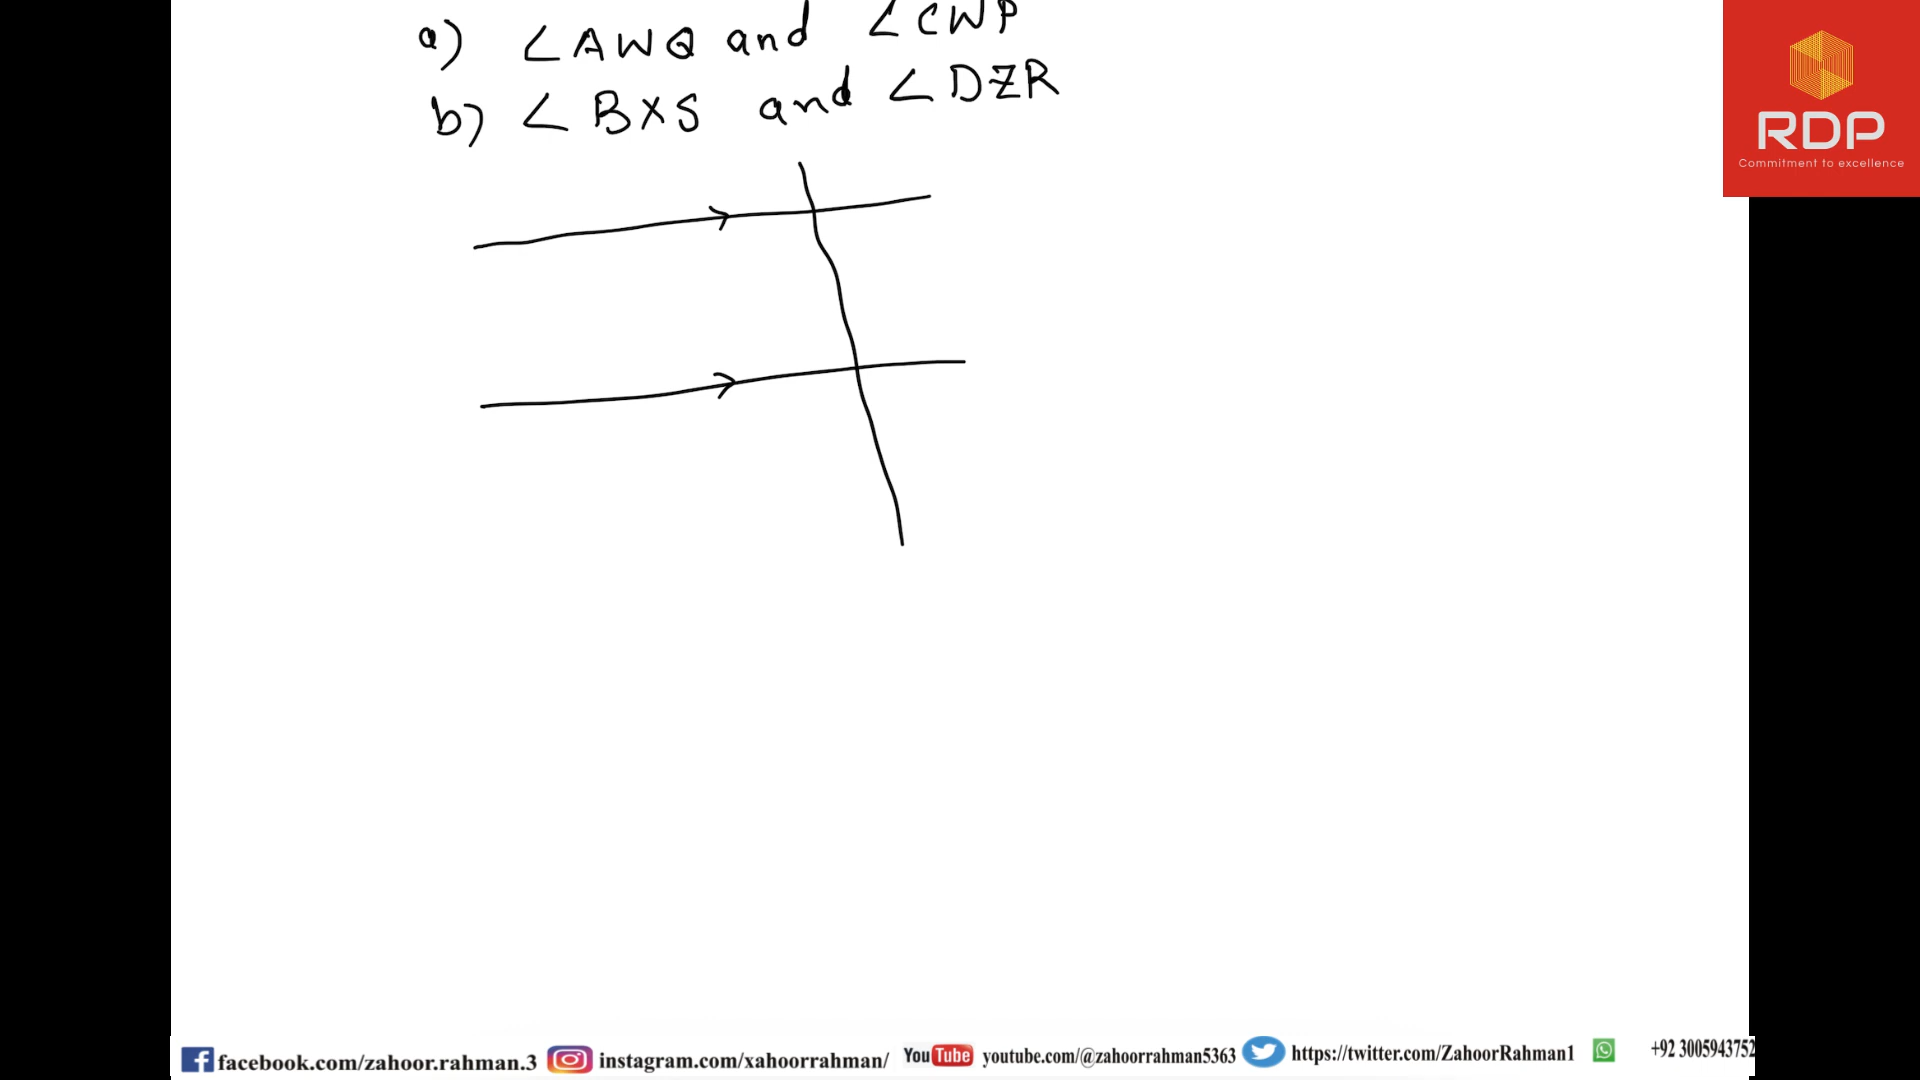 a) ∠AWQ and ∠CWP
b) ∠BXS and ∠DZR
RDP
Commitment to excellence
facebook.com/zahoor.rahman.3 instagram.com/xahoorrahman/ YouTube youtube.com/@zahoorrahman5363 https://twitter.com/ZahoorRahman1 +92 3005943752